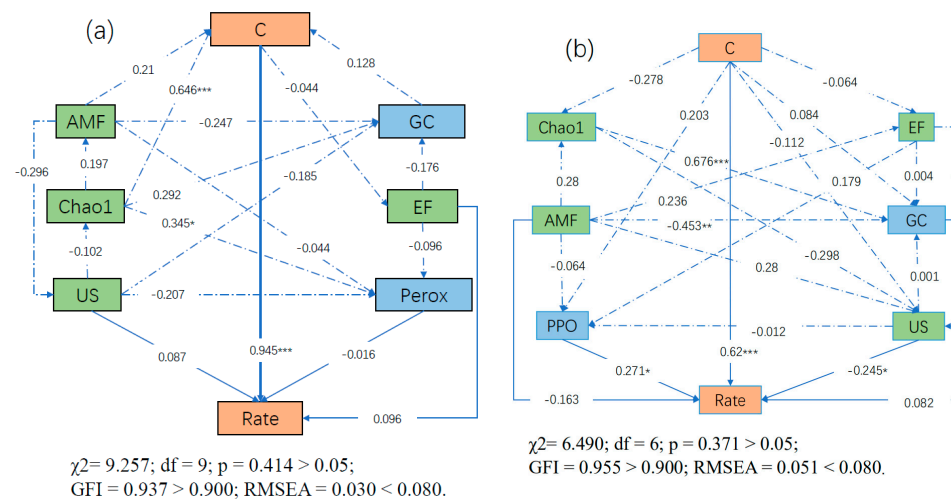 (a)
C
0.21
0.128
0.646***
-0.044
AMF
-0.247
GC
-0.296
0.197
-0.185
-0.176
Chao1
0.292
EF
0.345*
-0.102
-0.044
-0.096
US
-0.207
Perox
0.087
0.945***
-0.016
Rate
0.096
χ2= 9.257; df = 9; p = 0.414 > 0.05;
GFI = 0.937 > 0.900; RMSEA = 0.030 < 0.080.
(b)
C
-0.278
-0.064
Chao1
0.203
0.084
EF
-0.112
0.676***
0.179
0.004
0.28
0.236
AMF
-0.453**
GC
-0.064
0.28
-0.298
0.001
PPO
-0.012
US
0.62***
0.271*
-0.245*
-0.163
Rate
0.082
χ2= 6.490; df = 6; p = 0.371 > 0.05;
GFI = 0.955 > 0.900; RMSEA = 0.051 < 0.080.